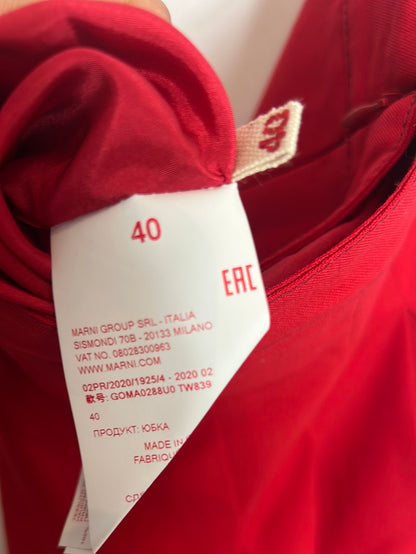 40
40
EAC
MARNI GROUP SRL - ITALIA
SISMONDI 70B - 20133 MILANO
VAT NO. 08028300963
WWW.MARNI.COM
02PR/2020/1925/4 - 2020 02
款号: GOMA0288U0 TW839
40
ПРОДУКТ: ЮБКА
MADE IN